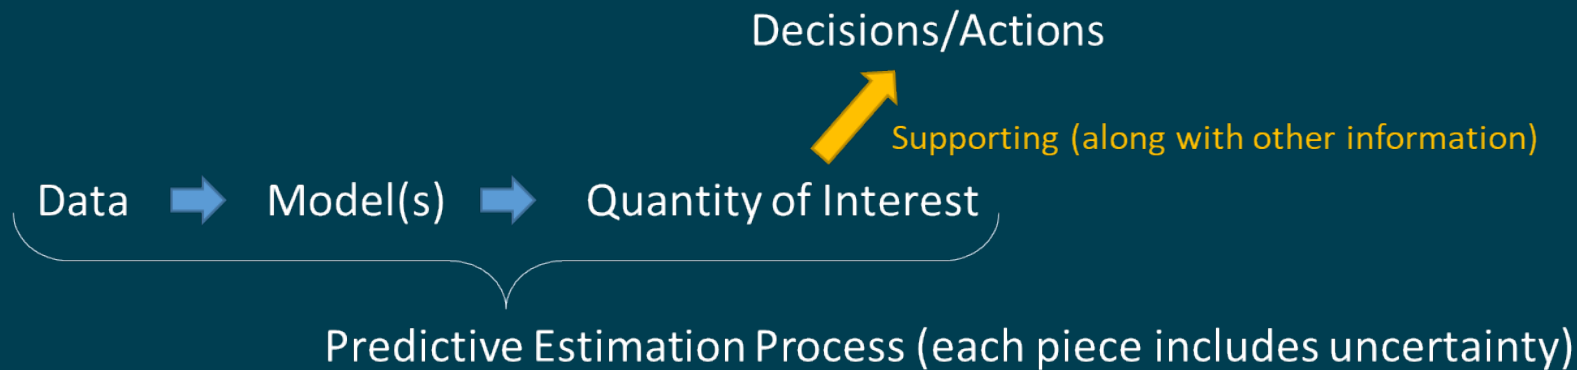 Decisions/Actions
Supporting (along with other information)
Data Model(s) Quantity of Interest
Predictive Estimation Process (each piece includes uncertainty)